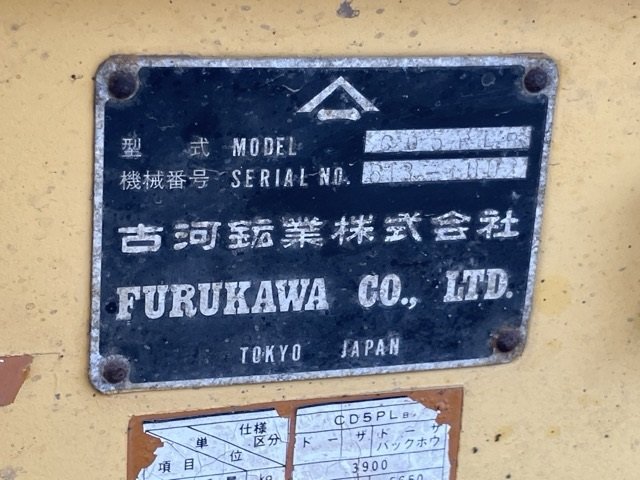 型 式 MODEL
機械番号 SERIAL NO.
古河鉱業株式会社
FURUKAWA CO., LTD.
TOKYO JAPAN
CD5PLB
仕様
区分
単
位
項目
ドーザ
ドーザ
バックホウ
3900